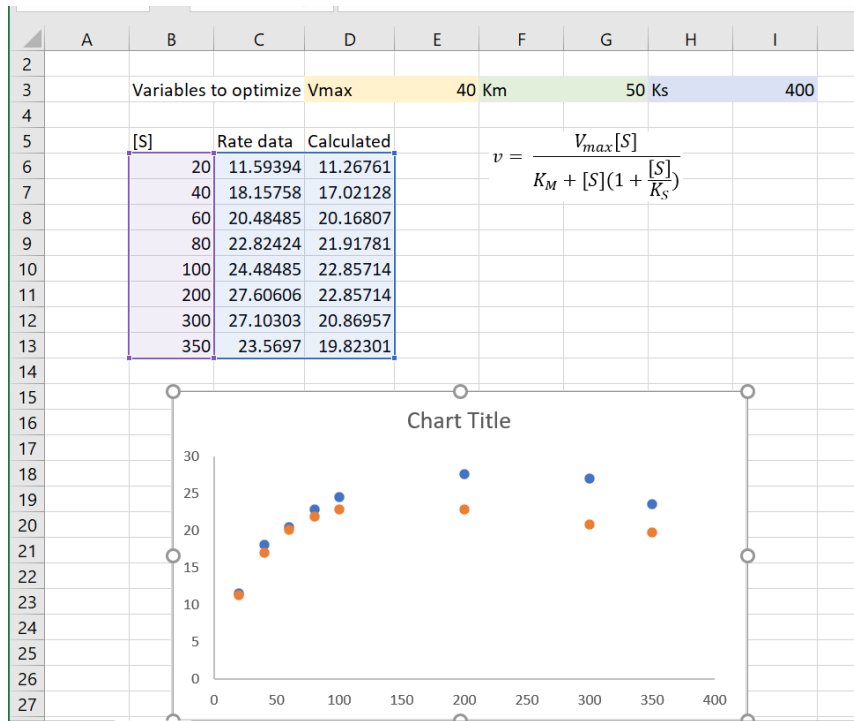 A B C D E F G H I
2
3 Variables to optimize Vmax 40 Km 50 Ks 400
4
5 [S] Rate data Calculated
6 20 11.59394 11.26761
7 40 18.15758 17.02128
8 60 20.48485 20.16807
9 80 22.82424 21.91781
10 100 24.48485 22.85714
11 200 27.60606 22.85714
12 300 27.10303 20.86957
13 350 23.5697 19.82301
v = V_max[S] / K_M + [S](1 + [S]/K_S)
14
15
16
17
18
19
20
21
22
23
24
25
26
27
Chart Title
30
25
20
15
10
5
0
0 50 100 150 200 250 300 350 400